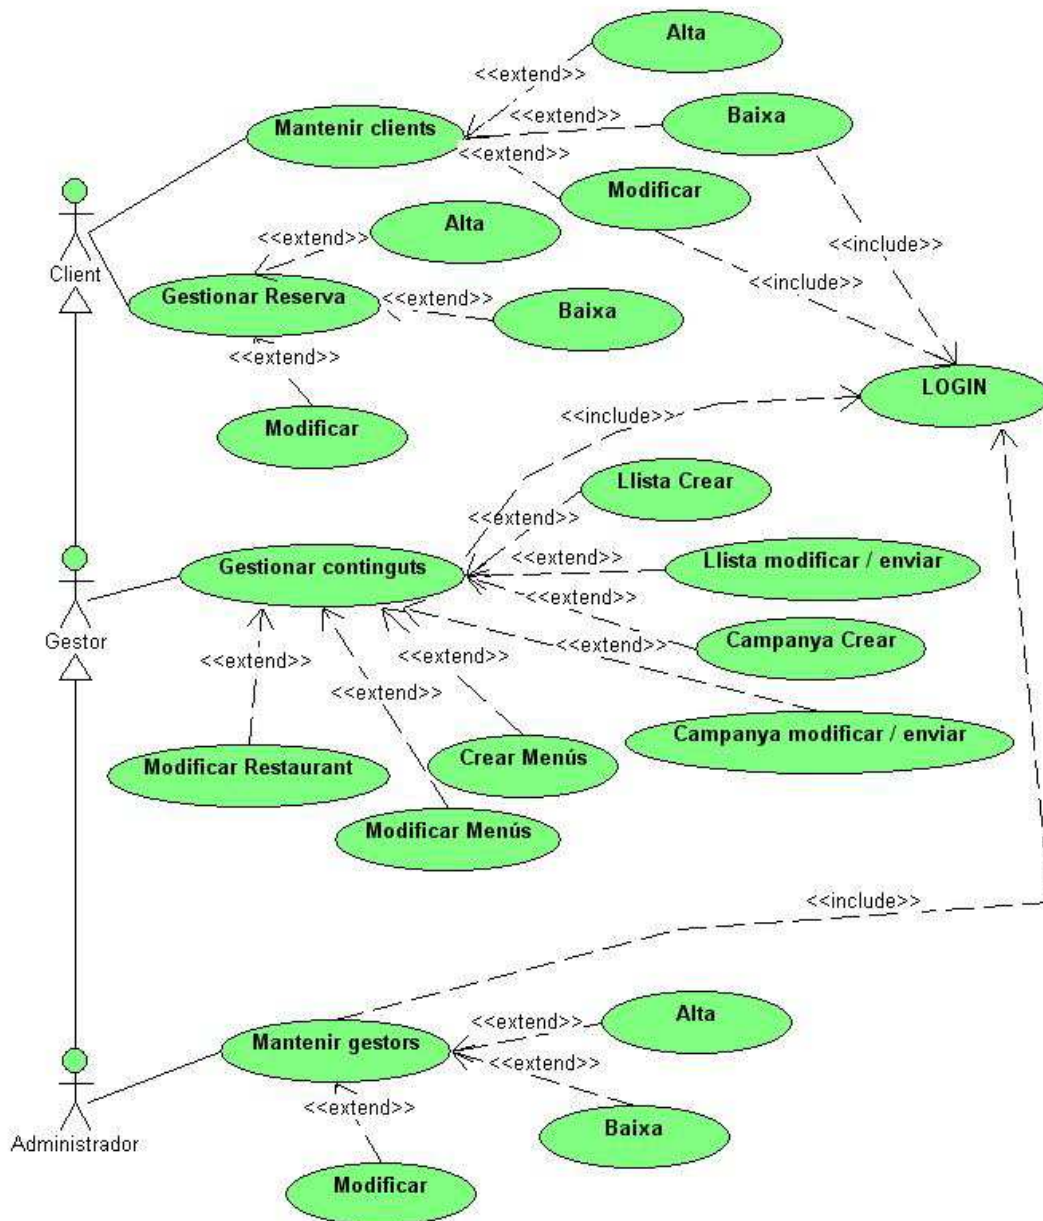 Alta
<<extend>>
<<extend>>
Baixa
Mantenir clients
<<extend>>
Modificar
Alta
<<extend>>
<<include>>
Client
<<include>>
Gestionar Reserva
<<extend>>
Baixa
<<extend>>
LOGIN
<<include>>
Modificar
Llista Crear
<<extend>>
<<extend>>
Llista modificar / enviar
Gestionar continguts
<<extend>>
Gestor
Campanya Crear
<<extend>>
<<extend>>
<<extend>>
<<extend>>
Campanya modificar / enviar
Crear Menús
Modificar Restaurant
Modificar Menús
<<include>>
Alta
<<extend>>
Mantenir gestors
<<extend>>
<<extend>>
Baixa
Administrador
Modificar